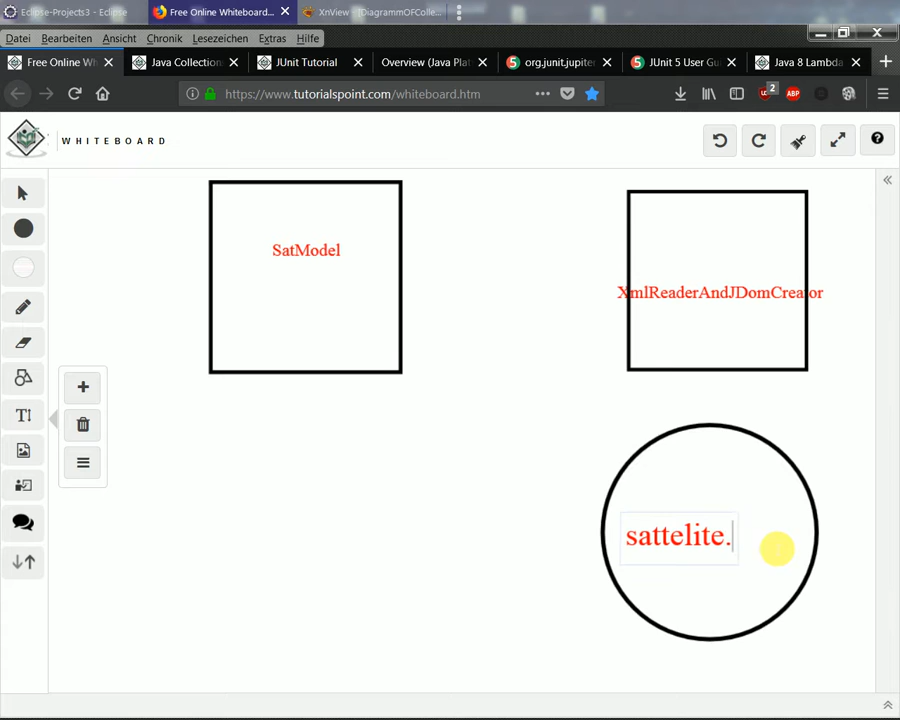 Eclipse-Projects3 - Eclipse
Free Online Whiteboard...
XnView - [DiagrammOFColle...
Datei Bearbeiten Ansicht Chronik Lesezeichen Extras Hilfe
Free Online Wh
Java Collection
JUnit Tutorial
Overview (Java Plat
org.junit.jupiter
JUnit 5 User Gui
Java 8 Lambda
https://www.tutorialspoint.com/whiteboard.htm
2
ABP
WHITEBOARD
SatModel
XmlReaderAndJDomCreator
sattelite.